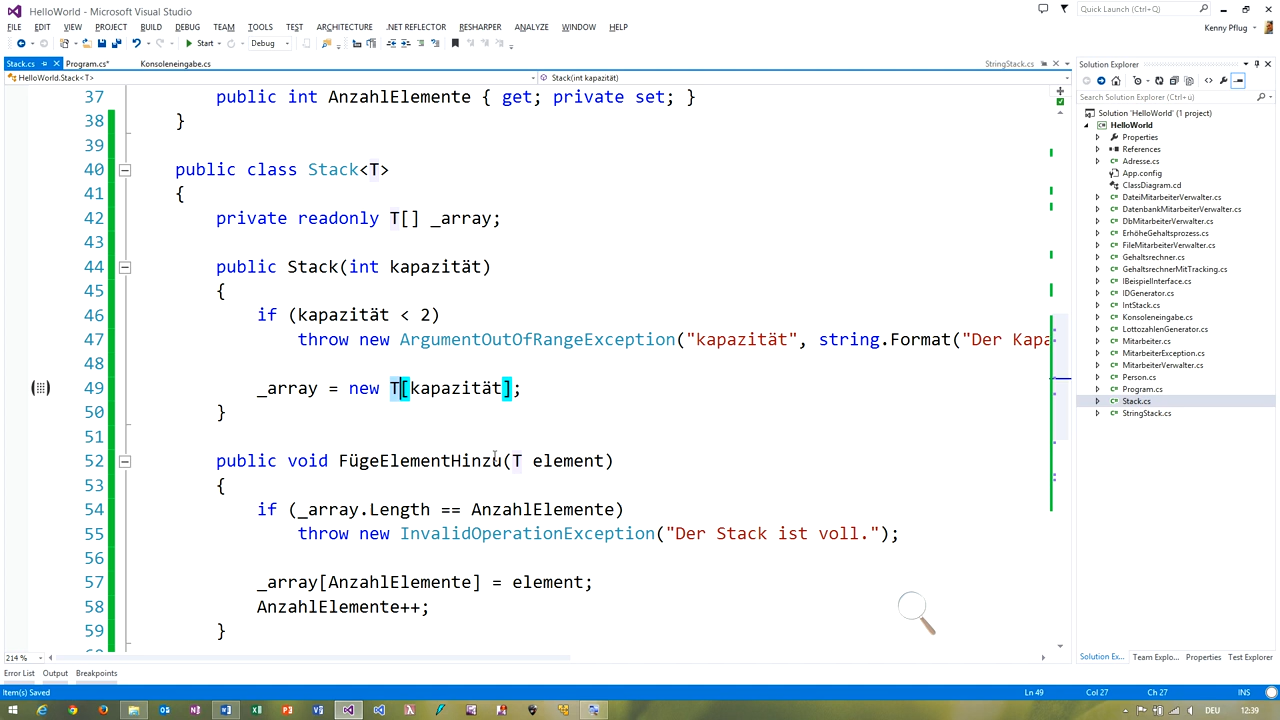 HelloWorld - Microsoft Visual Studio
Quick Launch (Ctrl+Ü)
FILE EDIT VIEW PROJECT BUILD DEBUG TEAM TOOLS TEST ARCHITECTURE .NET REFLECTOR RESHARPER ANALYZE WINDOW HELP
Kenny Pflug
Start Debug
Stack.cs Program.cs* Konsoleneingabe.cs StringStack.cs
HelloWorld.Stack<T> Stack(int kapazität)
37 public int AnzahlElemente { get; private set; }
38 }
39
40 public class Stack<T>
41 {
42 private readonly T[] _array;
43
44 public Stack(int kapazität)
45 {
46 if (kapazität < 2)
47 throw new ArgumentOutOfRangeException("kapazität", string.Format("Der Kapa
48
49 _array = new T[kapazität];
50 }
51
52 public void FügeElementHinzu(T element)
53 {
54 if (_array.Length == AnzahlElemente)
55 throw new InvalidOperationException("Der Stack ist voll.");
56
57 _array[AnzahlElemente] = element;
58 AnzahlElemente++;
59 }
214 %
Solution Explorer
Search Solution Explorer (Ctrl+ü)
Solution 'HelloWorld' (1 project)
HelloWorld
Properties
References
Adresse.cs
App.config
ClassDiagram.cd
DateiMitarbeiterVerwalter.cs
DatenbankMitarbeiterVerwalter.cs
DbMitarbeiterVerwalter.cs
ErhöheGehaltsprozess.cs
FileMitarbeiterVerwalter.cs
Gehaltsrechner.cs
GehaltsrechnerMitTracking.cs
IBeispielInterface.cs
IDGenerator.cs
IntStack.cs
Konsoleneingabe.cs
LottozahlenGenerator.cs
Mitarbeiter.cs
MitarbeiterException.cs
MitarbeiterVerwalter.cs
Person.cs
Program.cs
Stack.cs
StringStack.cs
Solution Ex... Team Explo... Properties Test Explorer
Error List Output Breakpoints
Item(s) Saved Ln 49 Col 27 Ch 27 INS
DEU 12:39